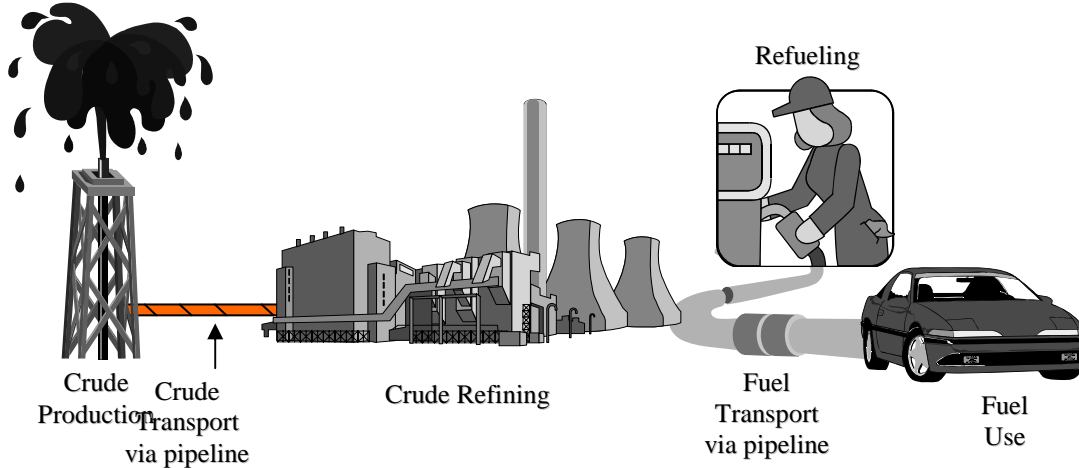 Refueling
Crude
Production
Crude
Transport
via pipeline
Crude Refining
Fuel
Transport
via pipeline
Fuel
Use